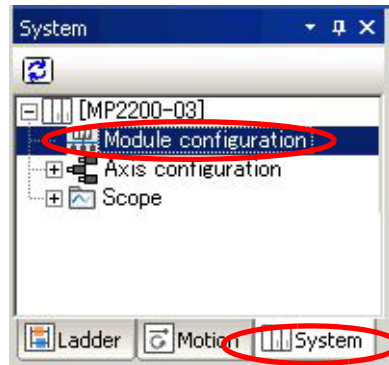 System
[MP2200-03]
Module configuration
Axis configuration
Scope
Ladder Motion System